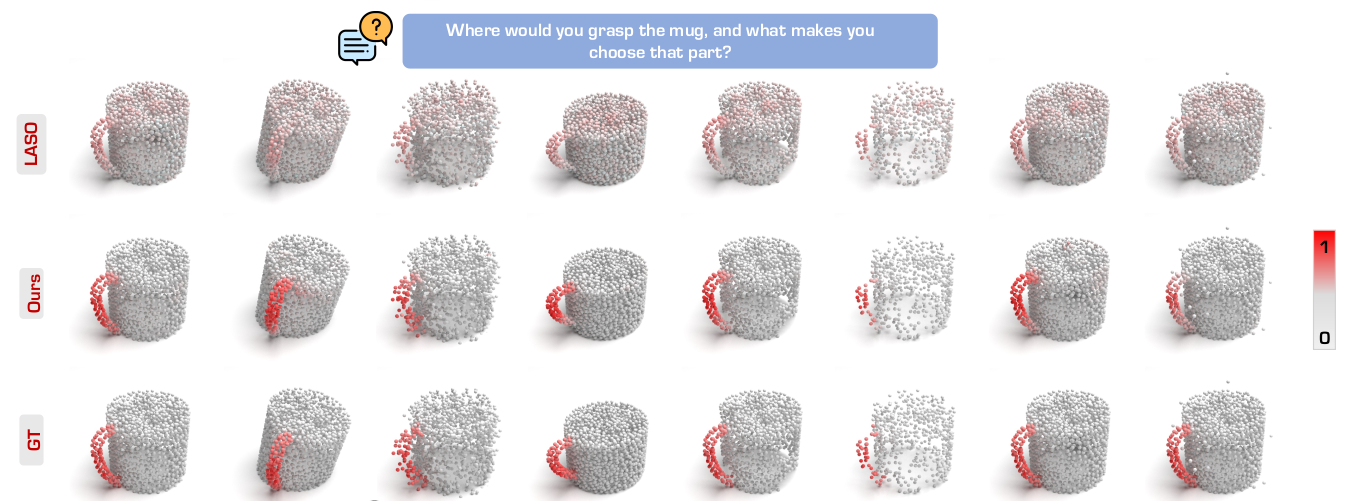 ?
Where would you grasp the mug, and what makes you
choose that part?
LASO
Ours
1
0
GT